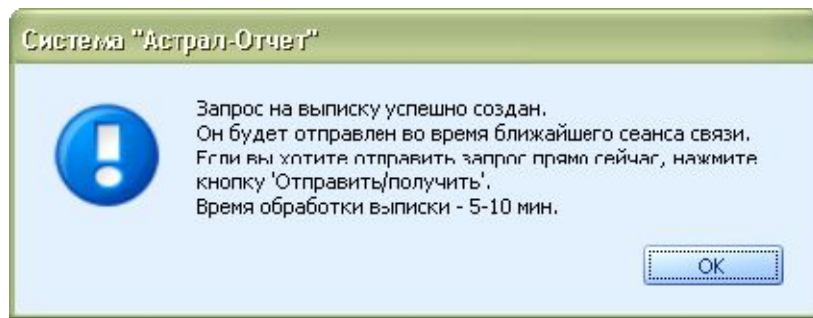 Система "Астрал-Отчет"
Запрос на выписку успешно создан.
Он будет отправлен во время ближайшего сеанса связи.
Если вы хотите отправить запрос прямо сейчас, нажмите
кнопку 'Отправить/получить'.
Время обработки выписки - 5-10 мин.
OK